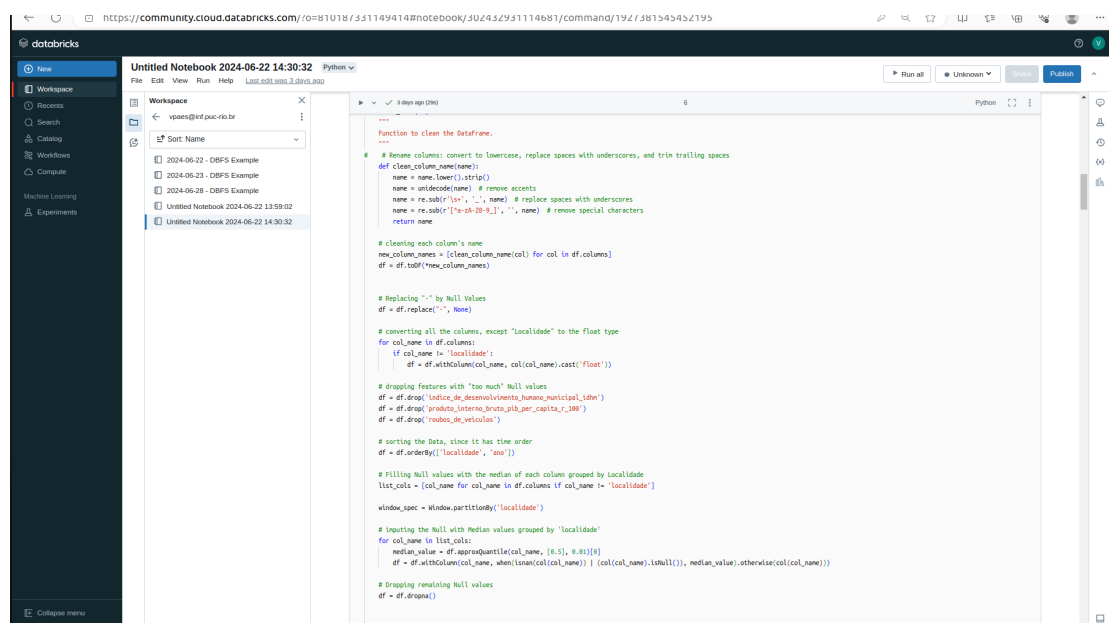 https://community.cloud.databricks.com/?o=810187331149414#notebook/302432931114681/command/1927381545452195
databricks
V
New
Workspace
Recents
Search
Catalog
Workflows
Compute
Machine Learning
Experiments
Collapse menu
Untitled Notebook 2024-06-22 14:30:32 Python
File Edit View Run Help Last edit was 3 days ago
Run all
Unknown
Share
Publish
Workspace
vpaes@inf.puc-rio.br
Sort: Name
2024-06-22 - DBFS Example
2024-06-23 - DBFS Example
2024-06-28 - DBFS Example
Untitled Notebook 2024-06-22 13:59:02
Untitled Notebook 2024-06-22 14:30:32
3 days ago (29s) 6 Python
"""
Function to clean the DataFrame.
"""
# # Rename columns: convert to lowercase, replace spaces with underscores, and trim trailing spaces
def clean_column_name(name):
name = name.lower().strip()
name = unidecode(name) # remove accents
name = re.sub(r'\s+', '_', name) # replace spaces with underscores
name = re.sub(r'[^a-zA-Z0-9_]', '', name) # remove special characters
return name
# cleaning each column's name
new_column_names = [clean_column_name(col) for col in df.columns]
df = df.toDF(*new_column_names)
# Replacing "-" by Null Values
df = df.replace("-", None)
# converting all the columns, except "Localidade" to the float type
for col_name in df.columns:
if col_name != 'localidade':
df = df.withColumn(col_name, col(col_name).cast('float'))
# dropping features with "too much" Null values
df = df.drop('indice_de_desenvolvimento_humano_municipal_idhm')
df = df.drop('produto_interno_bruto_pib_per_capita_r_100')
df = df.drop('roubos_de_veiculos')
# sorting the Data, since it has time order
df = df.orderBy(['localidade', 'ano'])
# Filling Null values with the median of each column grouped by Localidade
list_cols = [col_name for col_name in df.columns if col_name != 'localidade']
window_spec = Window.partitionBy('localidade')
# imputing the Null with Median values grouped by 'localidade'
for col_name in list_cols:
median_value = df.approxQuantile(col_name, [0.5], 0.01)[0]
df = df.withColumn(col_name, when(isnan(col(col_name)) | (col(col_name).isNull()), median_value).otherwise(col(col_name)))
# Dropping remaining Null values
df = df.dropna()